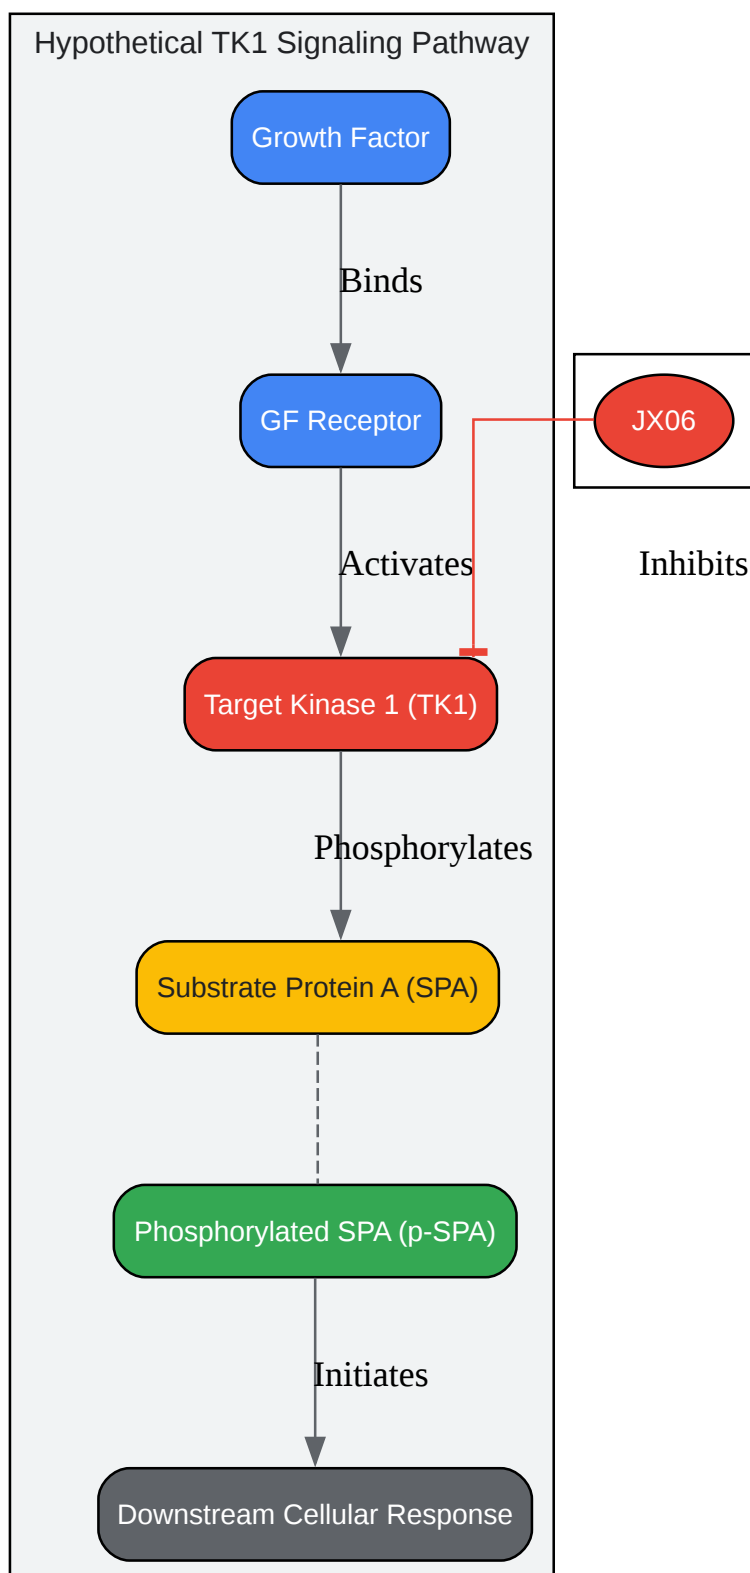 Hypothetical TK1 Signaling Pathway
Growth Factor
Binds
GF Receptor
JX06
Activates
Inhibits
Target Kinase 1 (TK1)
Phosphorylates
Substrate Protein A (SPA)
Phosphorylated SPA (p-SPA)
Initiates
Downstream Cellular Response